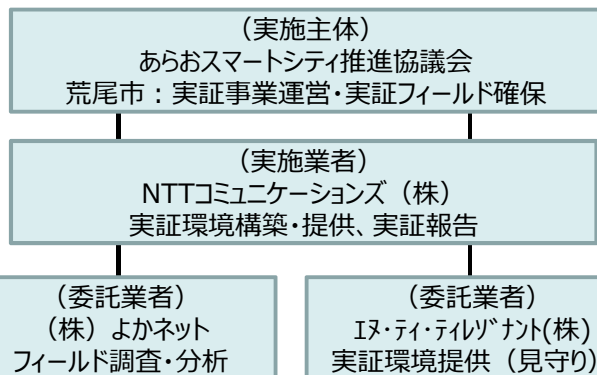 (実施主体)
あらおスマートシティ推進協議会
荒尾市:実証事業運営・実証フィールド確保
(実施業者)
NTTコミュニケーションズ(株)
実証環境構築・提供、実証報告
(委託業者)
(株)よかネット
フィールド調査・分析
(委託業者)
エヌ・ティ・ティレゾナント(株)
実証環境提供(見守り)